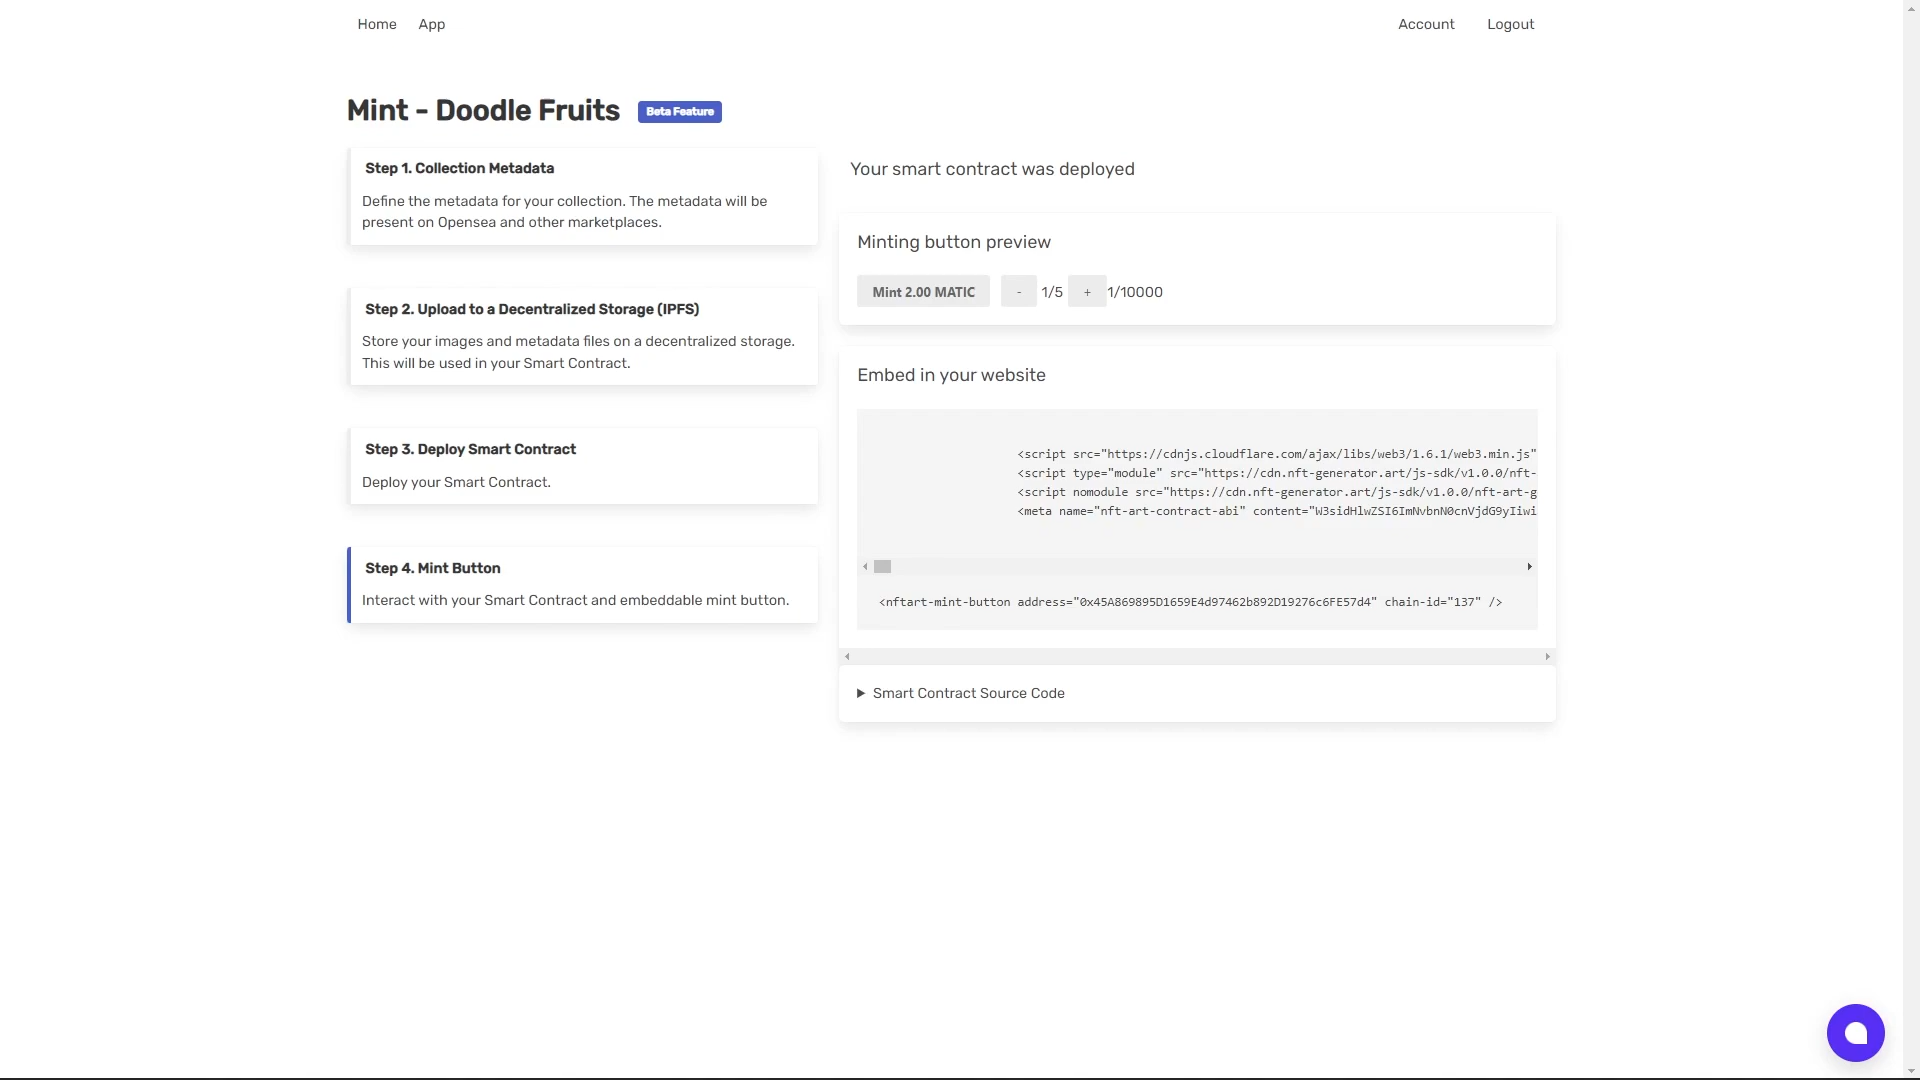 Home App Account Logout
Mint - Doodle Fruits Beta Feature
Step 1. Collection Metadata
Define the metadata for your collection. The metadata will be
present on Opensea and other marketplaces.
Step 2. Upload to a Decentralized Storage (IPFS)
Store your images and metadata files on a decentralized storage.
This will be used in your Smart Contract.
Step 3. Deploy Smart Contract
Deploy your Smart Contract.
Step 4. Mint Button
Interact with your Smart Contract and embeddable mint button.
Your smart contract was deployed
Minting button preview
Mint 2.00 MATIC - 1/5 + 1/10000
Embed in your website
<script src="https://cdnjs.cloudflare.com/ajax/libs/web3/1.6.1/web3.min.js"
<script type="module" src="https://cdn.nft-generator.art/js-sdk/v1.0.0/nft-
<script nomodule src="https://cdn.nft-generator.art/js-sdk/v1.0.0/nft-art-g
<meta name="nft-art-contract-abi" content="W3sidHlwZSI6ImNvbnN0cnVjdG9yIiwi
<nftart-mint-button address="0x45A869895D1659E4d97462b892D19276c6FE57d4" chain-id="137" />
Smart Contract Source Code